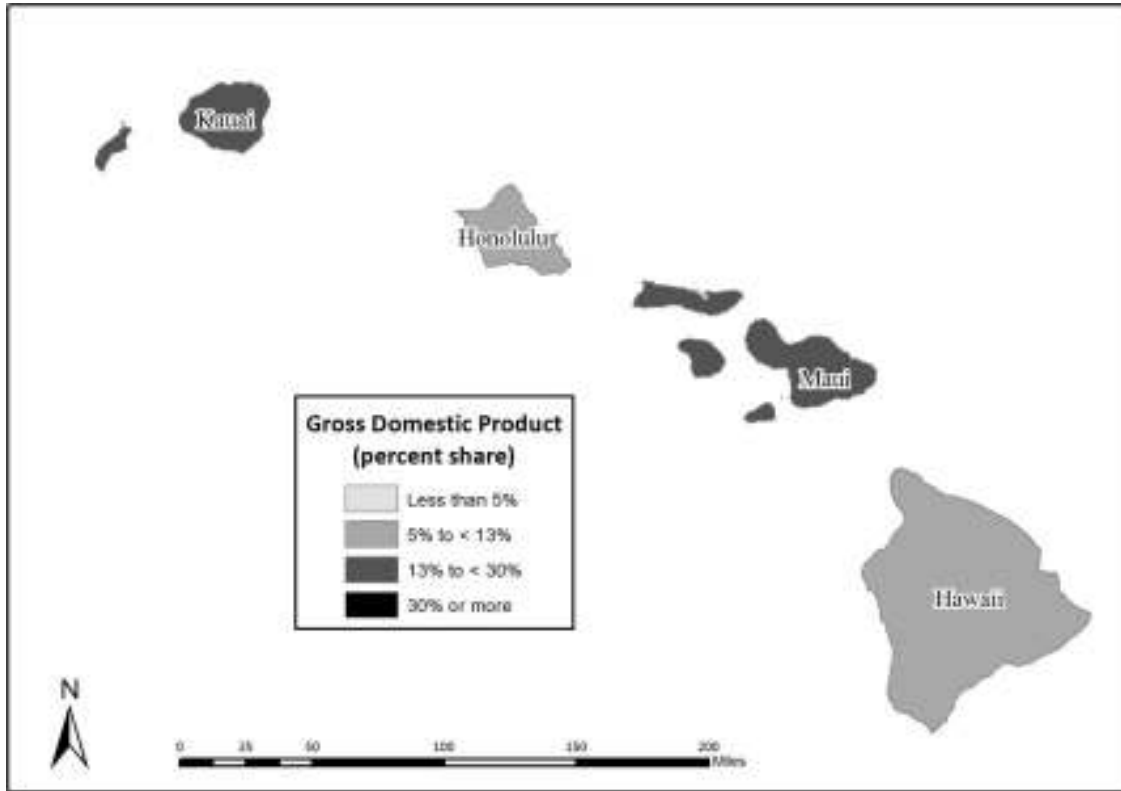 Kauai
Honolulu
Maui
Gross Domestic Product
(percent share)
Less than 5%
5% to < 13%
13% to < 30%
30% or more
Hawaii
N
0 25 50 100 150 200
Miles